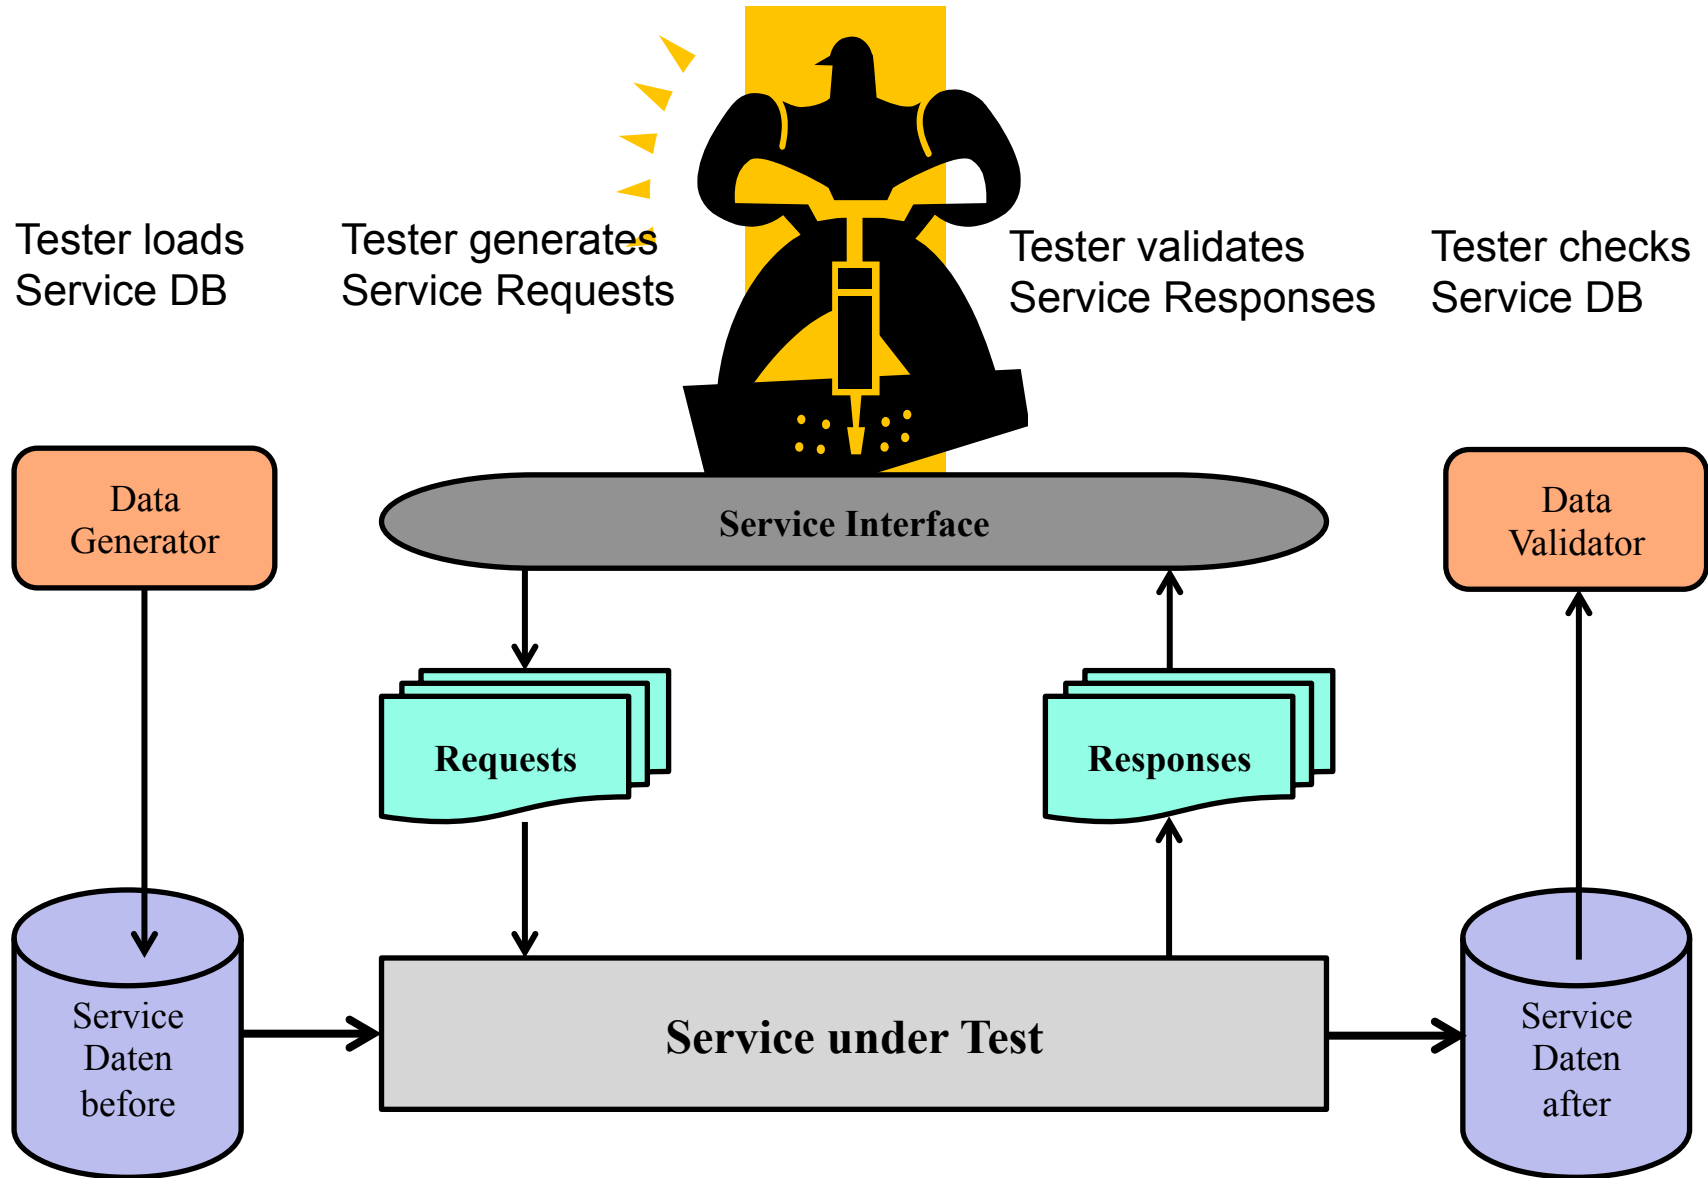 Tester loads
Service DB
Tester generates
Service Requests
Tester validates
Service Responses
Tester checks
Service DB
Data
Generator
Service Interface
Data
Validator
Requests
Responses
Service
Daten
before
Service under Test
Service
Daten
after